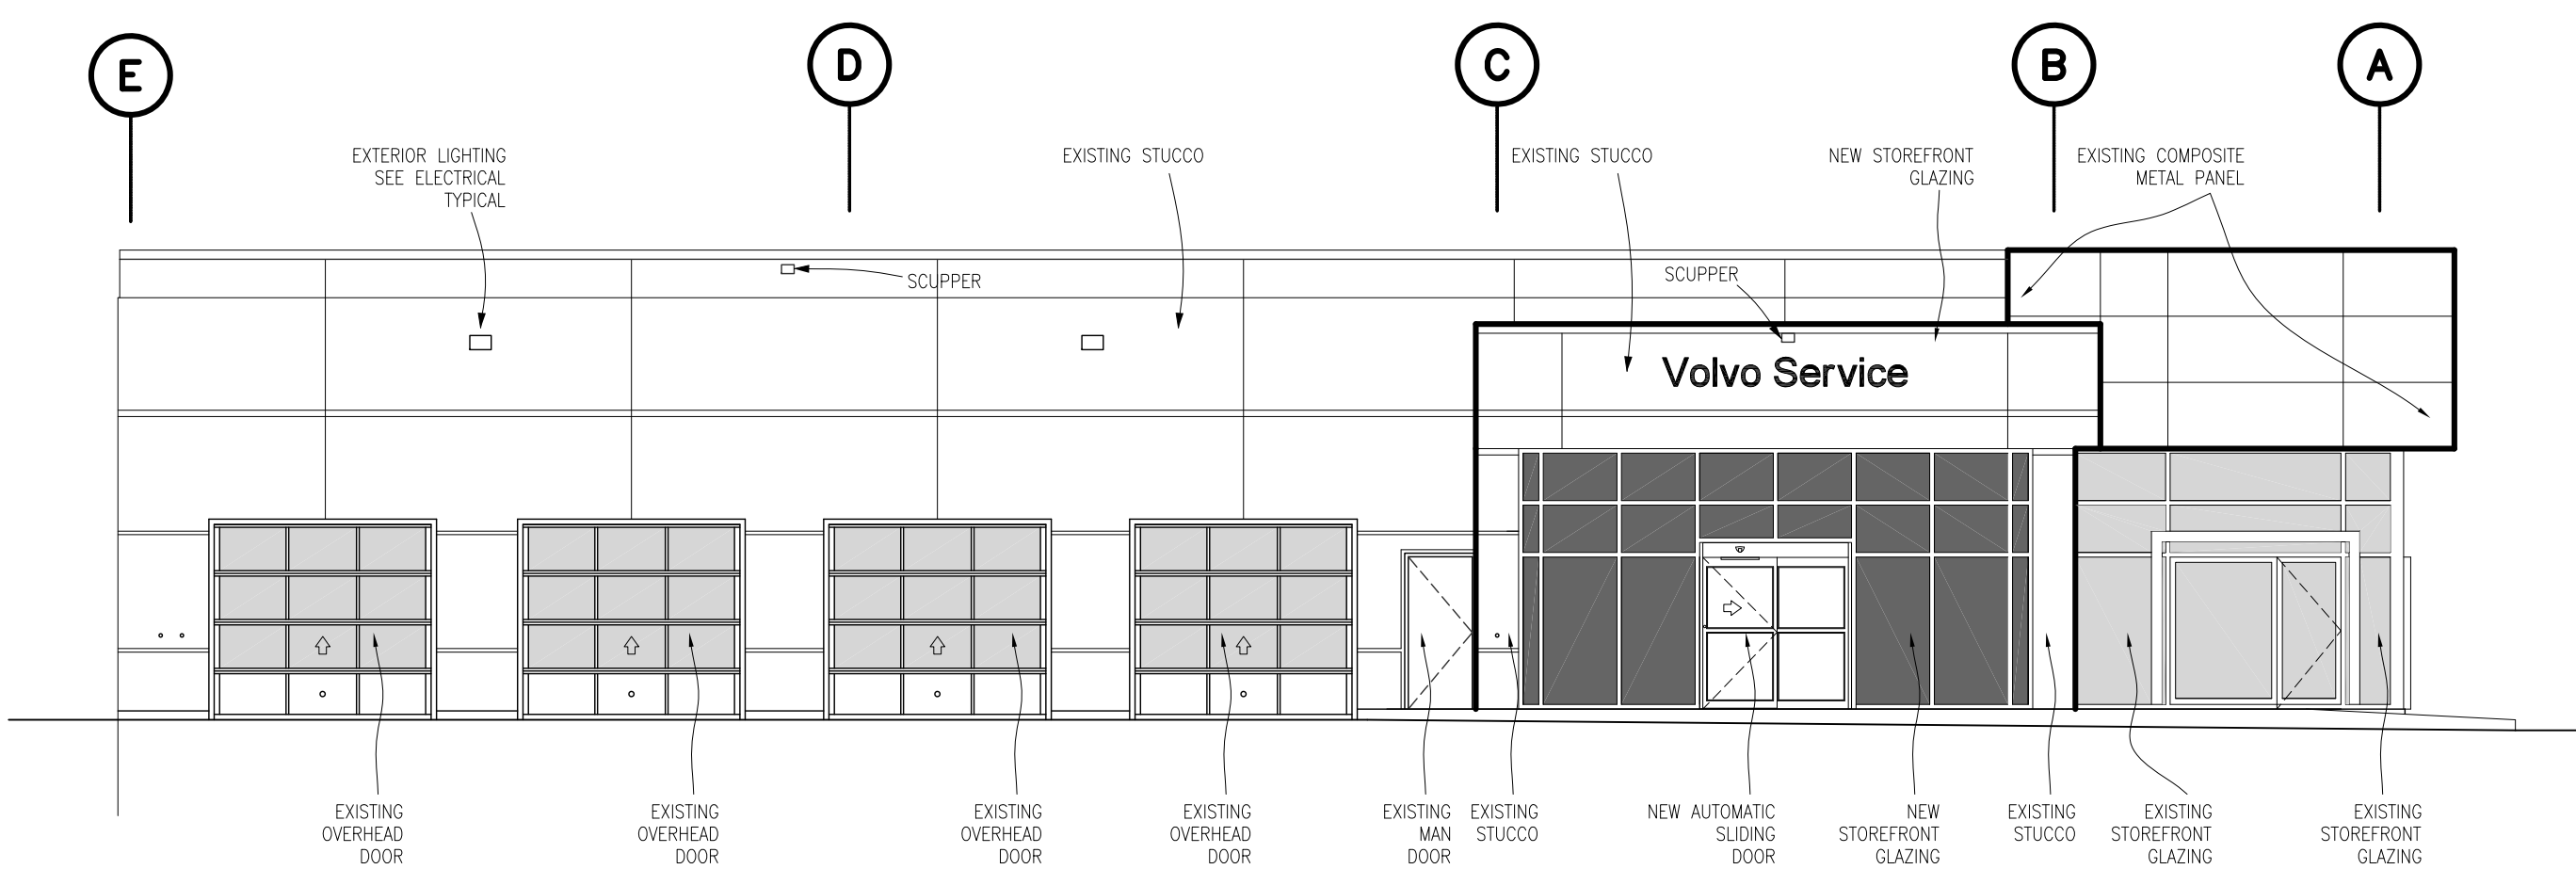 E
D
C
B
A
EXTERIOR LIGHTING
SEE ELECTRICAL
TYPICAL
EXISTING STUCCO
EXISTING STUCCO
NEW STOREFRONT
GLAZING
EXISTING COMPOSITE
METAL PANEL
SCUPPER
SCUPPER
Volvo Service
EXISTING
OVERHEAD
DOOR
EXISTING
OVERHEAD
DOOR
EXISTING
OVERHEAD
DOOR
EXISTING
OVERHEAD
DOOR
EXISTING
MAN
DOOR
EXISTING
STUCCO
NEW AUTOMATIC
SLIDING
DOOR
NEW
STOREFRONT
GLAZING
EXISTING
STUCCO
EXISTING
STOREFRONT
GLAZING
EXISTING
STOREFRONT
GLAZING